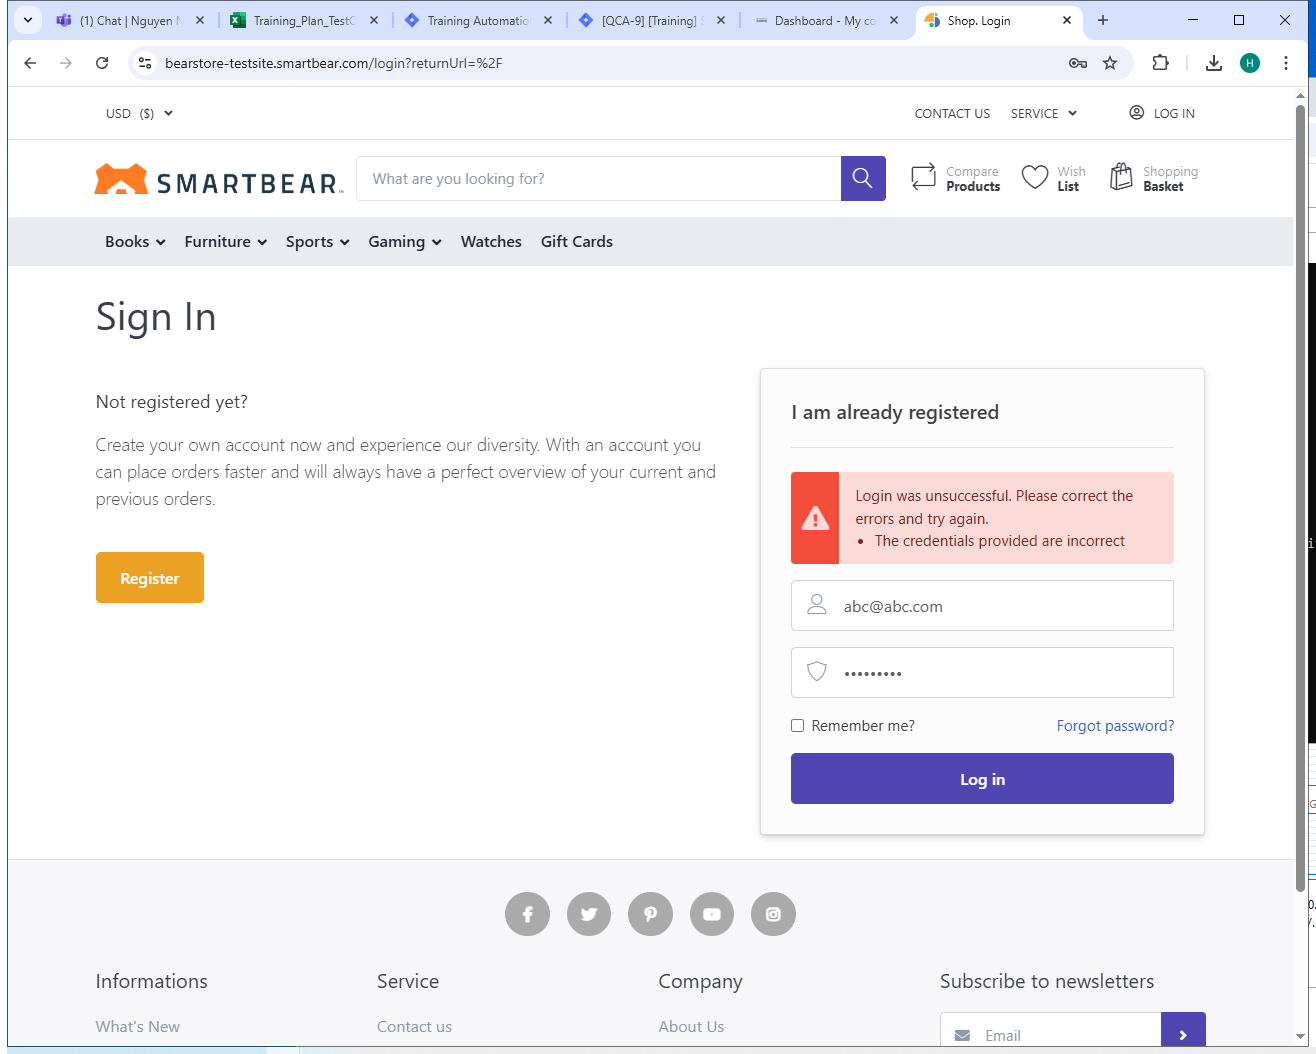 (1) Chat | Nguyen N
Training_Plan_TestC
Training Automatio
[QCA-9] [Training] S
Dashboard - My co
Shop. Login
bearstore-testsite.smartbear.com/login?returnUrl=%2F
H
USD ($)
CONTACT US
SERVICE
LOG IN
SMARTBEAR
What are you looking for?
Compare
Products
Wish
List
Shopping
Basket
Books
Furniture
Sports
Gaming
Watches
Gift Cards
Sign In
Not registered yet?
Create your own account now and experience our diversity. With an account you
can place orders faster and will always have a perfect overview of your current and
previous orders.
Register
I am already registered
Login was unsuccessful. Please correct the
errors and try again.
• The credentials provided are incorrect
abc@abc.com
•••••••••
Remember me?
Forgot password?
Log in
Informations
Service
Company
Subscribe to newsletters
What's New
Contact us
About Us
Email